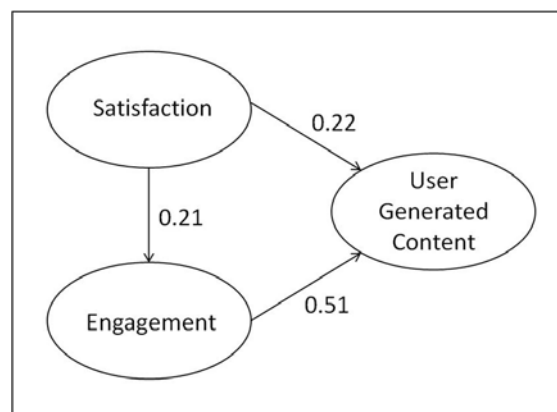 Satisfaction
0.22
User
Generated
Content
0.21
Engagement
0.51